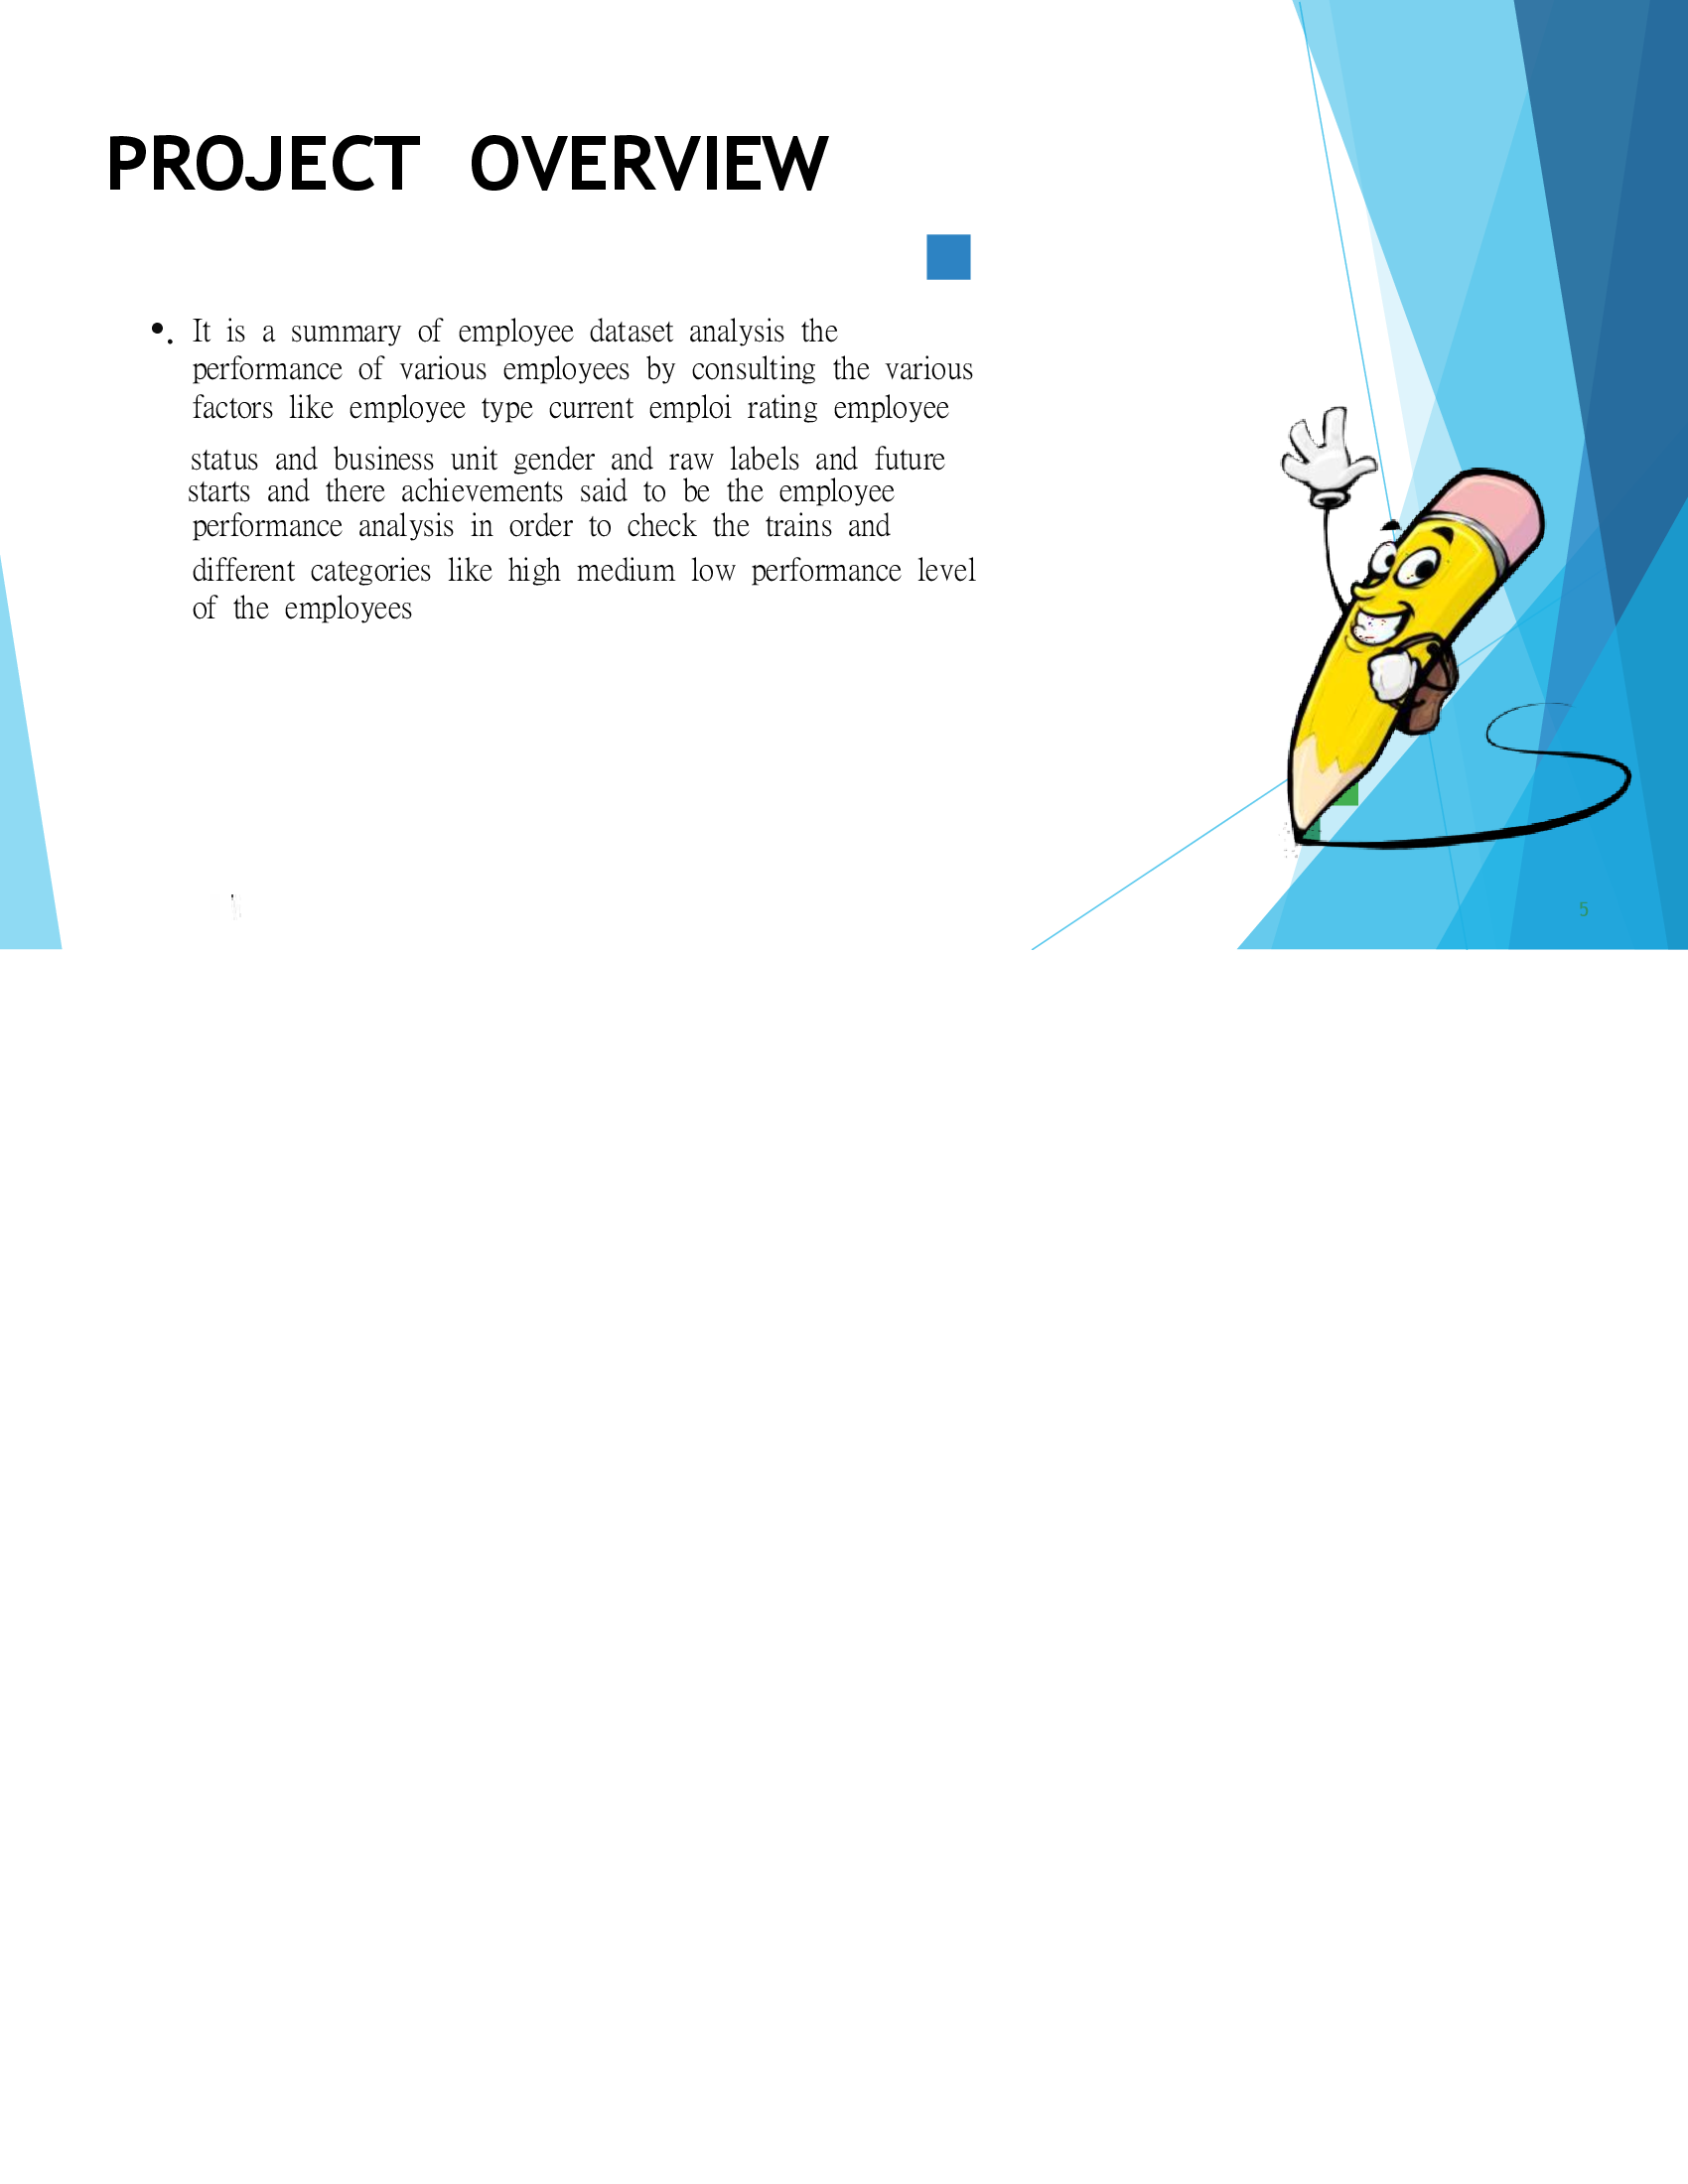 PROJECT OVERVIEW
•. It is a summary of employee dataset analysis the
performance of various employees by consulting the various
factors like employee type current emploi rating employee
status and business unit gender and raw labels and future
starts and there achievements said to be the employee
performance analysis in order to check the trains and
different categories like high medium low performance level
of the employees
5